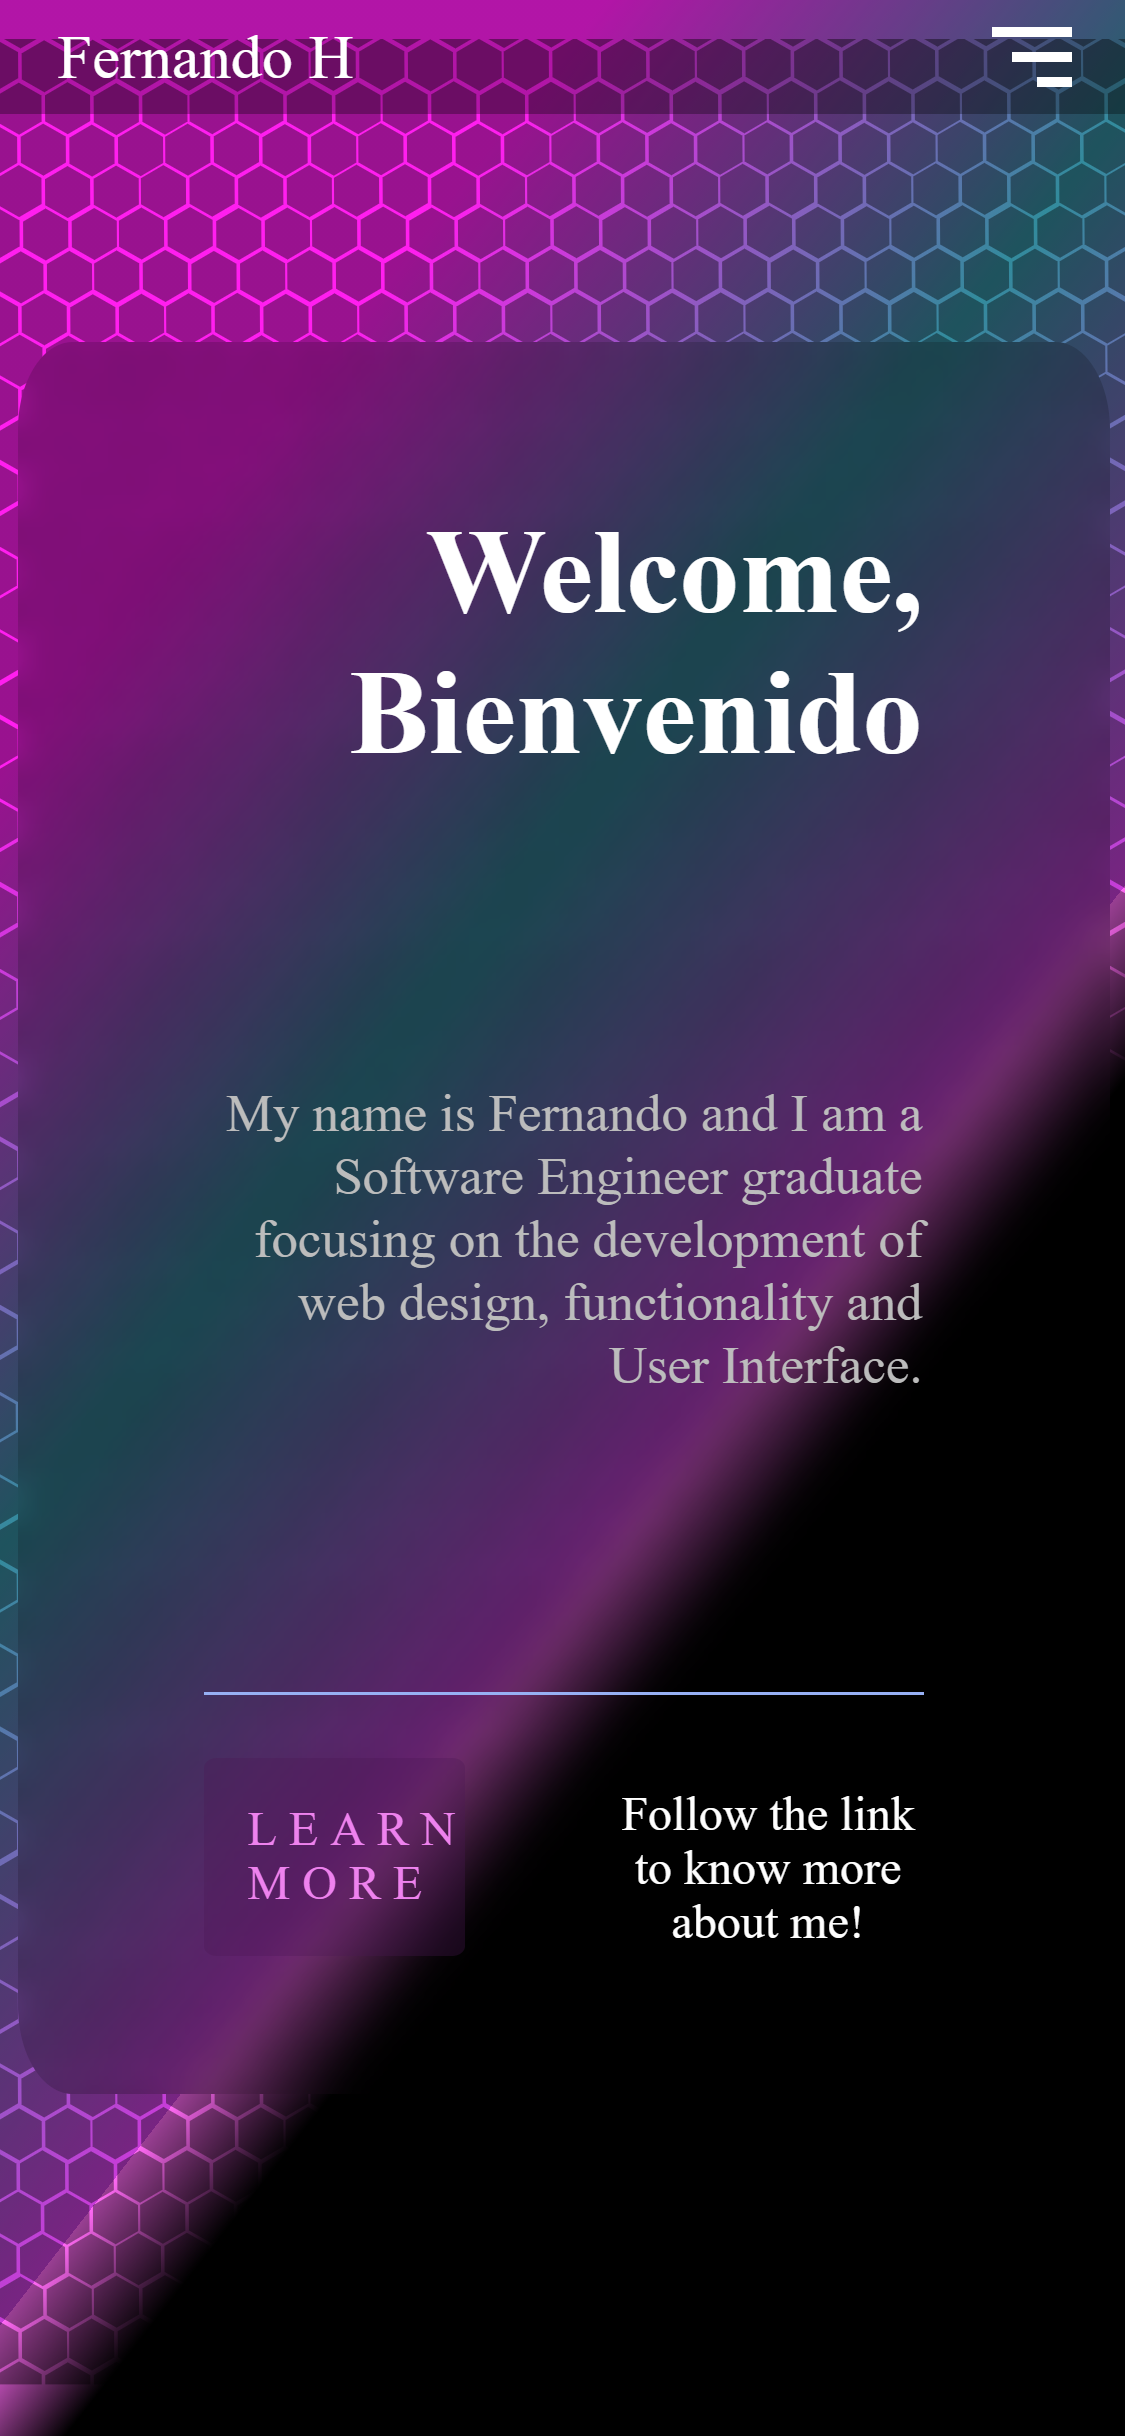 Fernando H
Welcome,
Bienvenido
My name is Fernando and I am a
Software Engineer graduate
focusing on the development of
web design, functionality and
User Interface.
LEARN
MORE
Follow the link
to know more
about me!